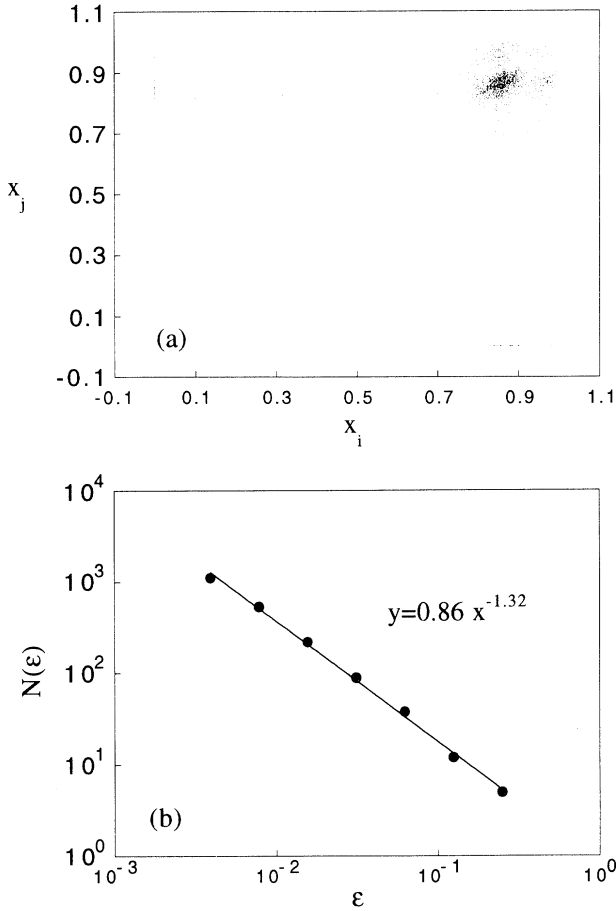 1.1
0.9
0.7
x_j
0.5
0.3
0.1
(a)
-0.1
-0.1 0.1 0.3 0.5 0.7 0.9 1.1
x_i
10^4
10^3
y=0.86 x^-1.32
N(ε)
10^2
10^1
(b)
10^0
10^-3 10^-2 10^-1 10^0
ε